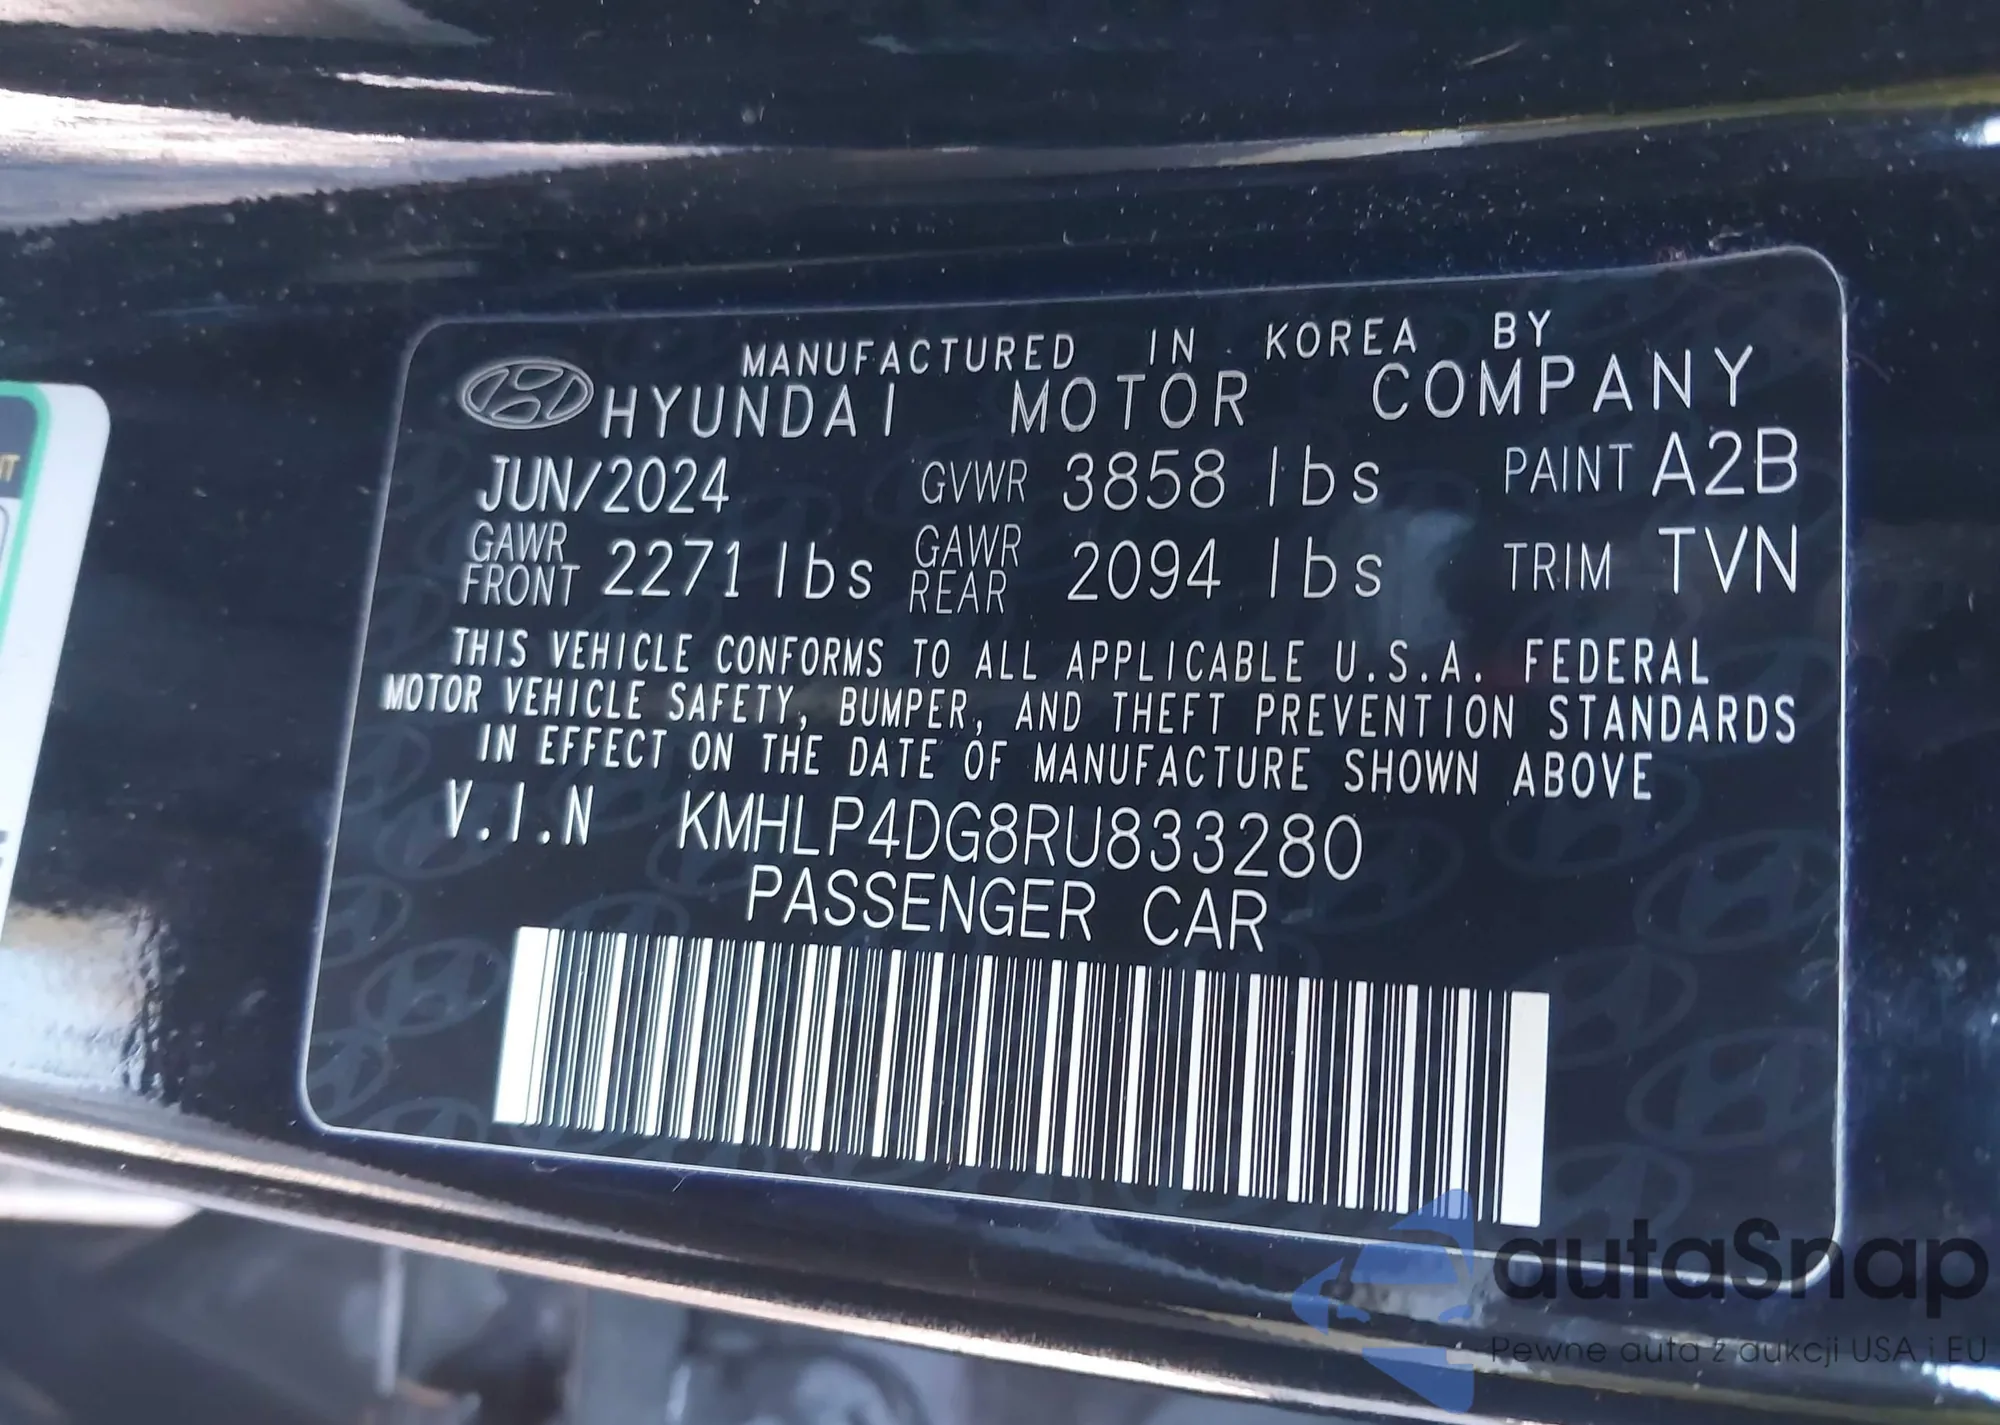 MANUFACTURED IN KOREA BY
HYUNDAI MOTOR COMPANY
JUN/2024 GVWR 3858 lbs PAINT A2B
GAWR FRONT 2271 lbs GAWR REAR 2094 lbs TRIM TVN
THIS VEHICLE CONFORMS TO ALL APPLICABLE U.S.A. FEDERAL
MOTOR VEHICLE SAFETY, BUMPER, AND THEFT PREVENTION STANDARDS
IN EFFECT ON THE DATE OF MANUFACTURE SHOWN ABOVE
V.I.N KMHLP4DG8RU833280
PASSENGER CAR
autaSnap
Pewne auta z aukcji USA i EU